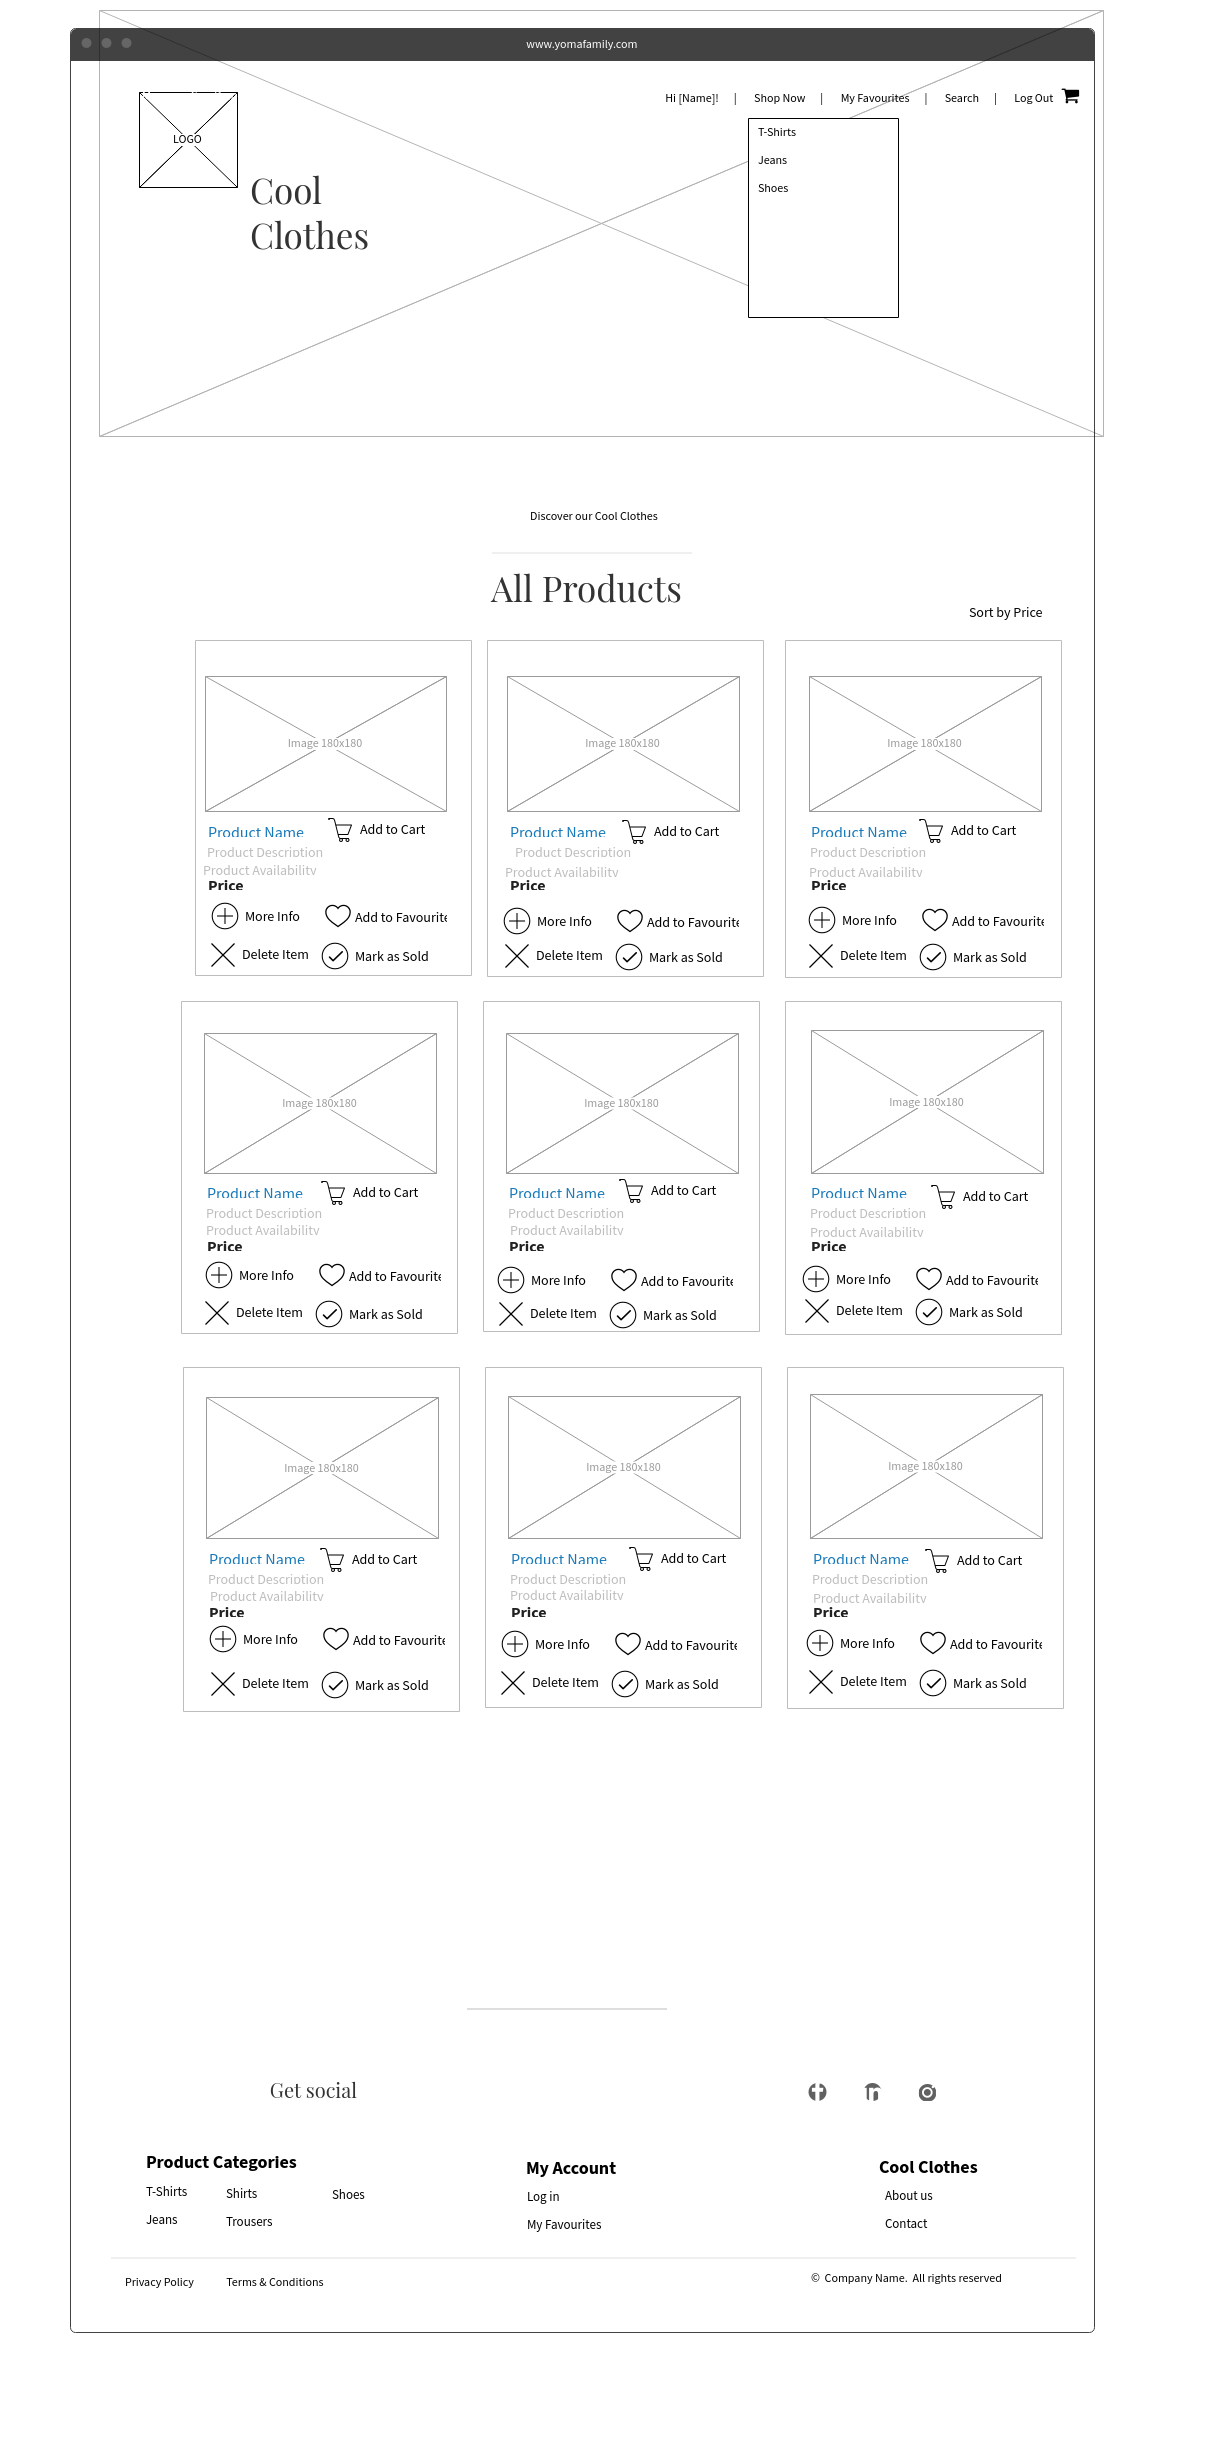 www.yomafamily.com
Hi [Name]! | Shop Now | My Favourites | Search | Log Out
LOGO
T-Shirts
Jeans
Shoes
Cool
Clothes
Discover our Cool Clothes
All Products
Sort by Price
Image 180x180
Product Name
Add to Cart
Product Description
Product Availability
Price
More Info
Add to Favourite
Delete Item
Mark as Sold
Image 180x180
Product Name
Add to Cart
Product Description
Product Availability
Price
More Info
Add to Favourite
Delete Item
Mark as Sold
Image 180x180
Product Name
Add to Cart
Product Description
Product Availability
Price
More Info
Add to Favourite
Delete Item
Mark as Sold
Image 180x180
Product Name
Add to Cart
Product Description
Product Availability
Price
More Info
Add to Favourite
Delete Item
Mark as Sold
Image 180x180
Product Name
Add to Cart
Product Description
Product Availability
Price
More Info
Add to Favourite
Delete Item
Mark as Sold
Image 180x180
Product Name
Add to Cart
Product Description
Product Availability
Price
More Info
Add to Favourite
Delete Item
Mark as Sold
Image 180x180
Product Name
Add to Cart
Product Description
Product Availability
Price
More Info
Add to Favourite
Delete Item
Mark as Sold
Image 180x180
Product Name
Add to Cart
Product Description
Product Availability
Price
More Info
Add to Favourite
Delete Item
Mark as Sold
Image 180x180
Product Name
Add to Cart
Product Description
Product Availability
Price
More Info
Add to Favourite
Delete Item
Mark as Sold
Get social
Product Categories
T-Shirts
Shirts
Shoes
Jeans
Trousers
My Account
Log in
My Favourites
Cool Clothes
About us
Contact
Privacy Policy
Terms & Conditions
© Company Name. All rights reserved